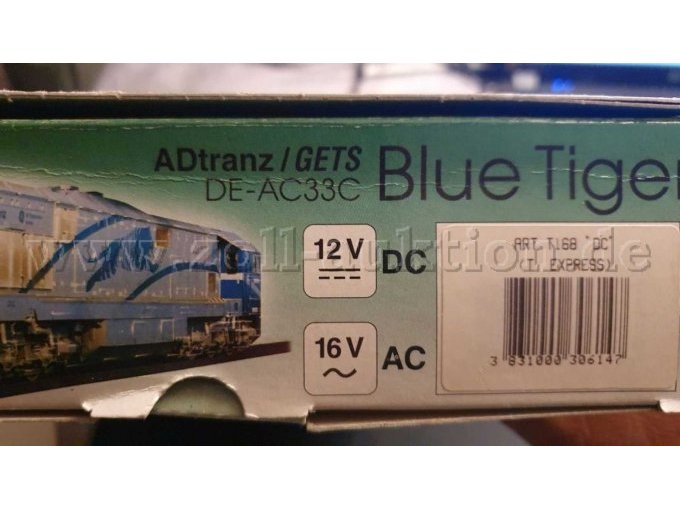 ADtranz / GETS
DE-AC33C
Blue Tiger
12 V DC
16 V AC
ART.T168 "DC"
(T. EXPRESS)
3 831000 306147
www.zoll-auktion.de